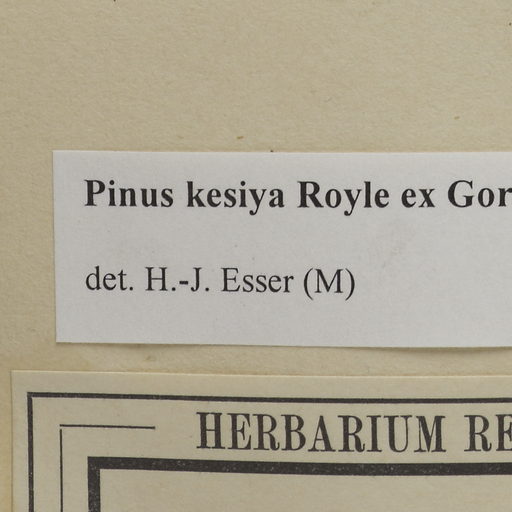 Pinus kesiya Royle ex Gor
det. H.-J. Esser (M)
HERBARIUM RE